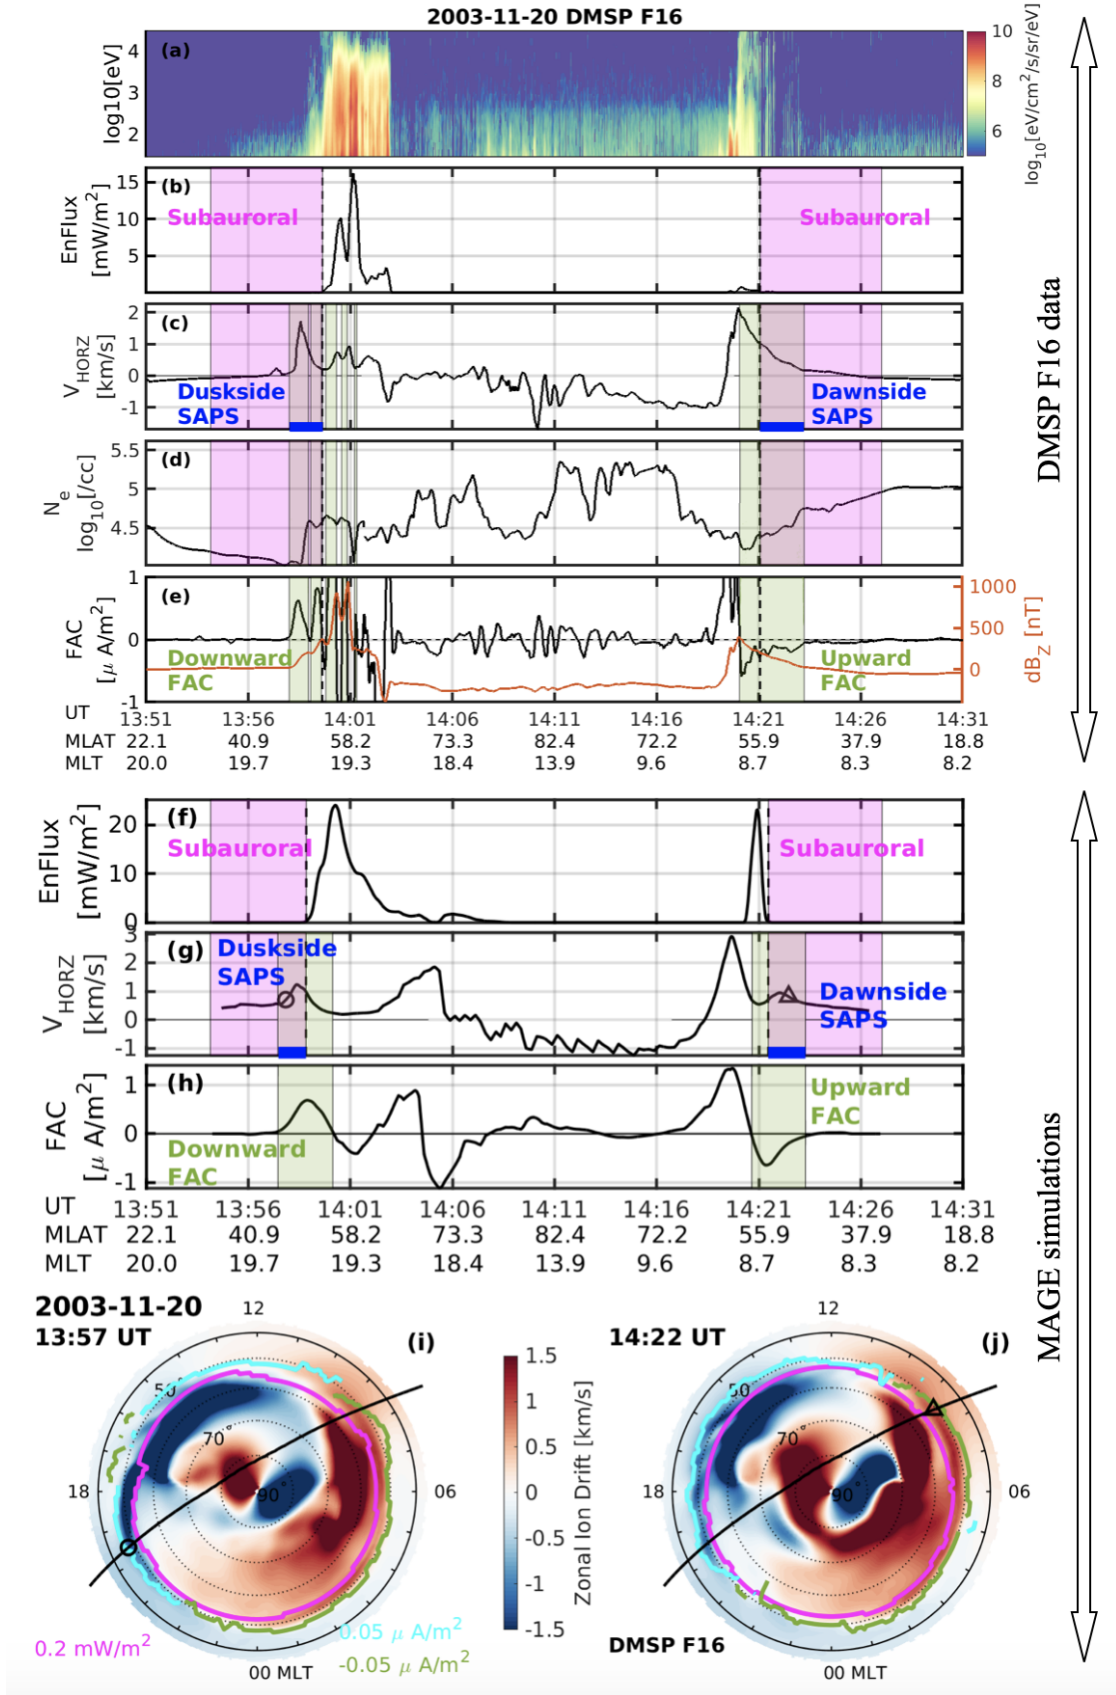 2003-11-20 DMSP F16
(a)
log10[eV]
4
3
2
10
8
6
log10[eV/cm2/s/sr/eV]
(b)
EnFlux
[mW/m2]
15
10
5
Subauroral
Subauroral
(c)
VHORZ
[km/s]
2
1
0
-1
Duskside
SAPS
Dawnside
SAPS
(d)
Ne
log10[/cc]
5.5
5
4.5
(e)
FAC
[μ A/m2]
1
0
-1
Downward
FAC
Upward
FAC
1000
500
0
dBZ [nT]
UT
13:51 13:56 14:01 14:06 14:11 14:16 14:21 14:26 14:31
MLAT 22.1 40.9 58.2 73.3 82.4 72.2 55.9 37.9 18.8
MLT 20.0 19.7 19.3 18.4 13.9 9.6 8.7 8.3 8.2
DMSP F16 data
(f)
EnFlux
[mW/m2]
20
10
0
Subauroral
Subauroral
(g)
VHORZ
[km/s]
3
2
1
0
-1
Duskside
SAPS
Dawnside
SAPS
(h)
FAC
[μ A/m2]
1
0
-1
Downward
FAC
Upward
FAC
UT 13:51 13:56 14:01 14:06 14:11 14:16 14:21 14:26 14:31
MLAT 22.1 40.9 58.2 73.3 82.4 72.2 55.9 37.9 18.8
MLT 20.0 19.7 19.3 18.4 13.9 9.6 8.7 8.3 8.2
MAGE simulations
2003-11-20
13:57 UT
12
(i)
50°
70°
90°
18
06
00 MLT
0.2 mW/m2
0.05 μ A/m2
-0.05 μ A/m2
1.5
1
0.5
0
-0.5
-1
-1.5
Zonal Ion Drift [km/s]
14:22 UT
12
(j)
50°
70°
90°
18
06
DMSP F16
00 MLT